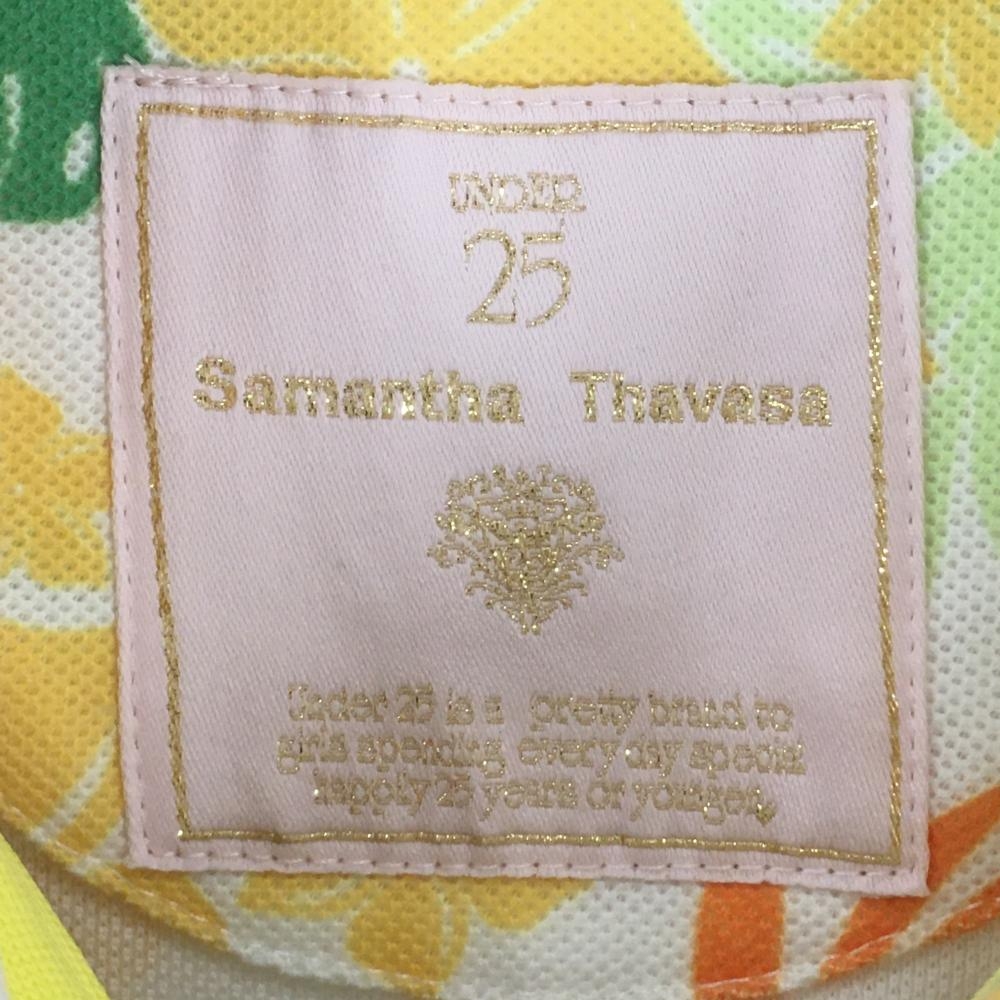 UNDER
25
Samantha Thavasa
Under 25 is a pretty brand to
girls spending every day special
happily 25 years or younger.